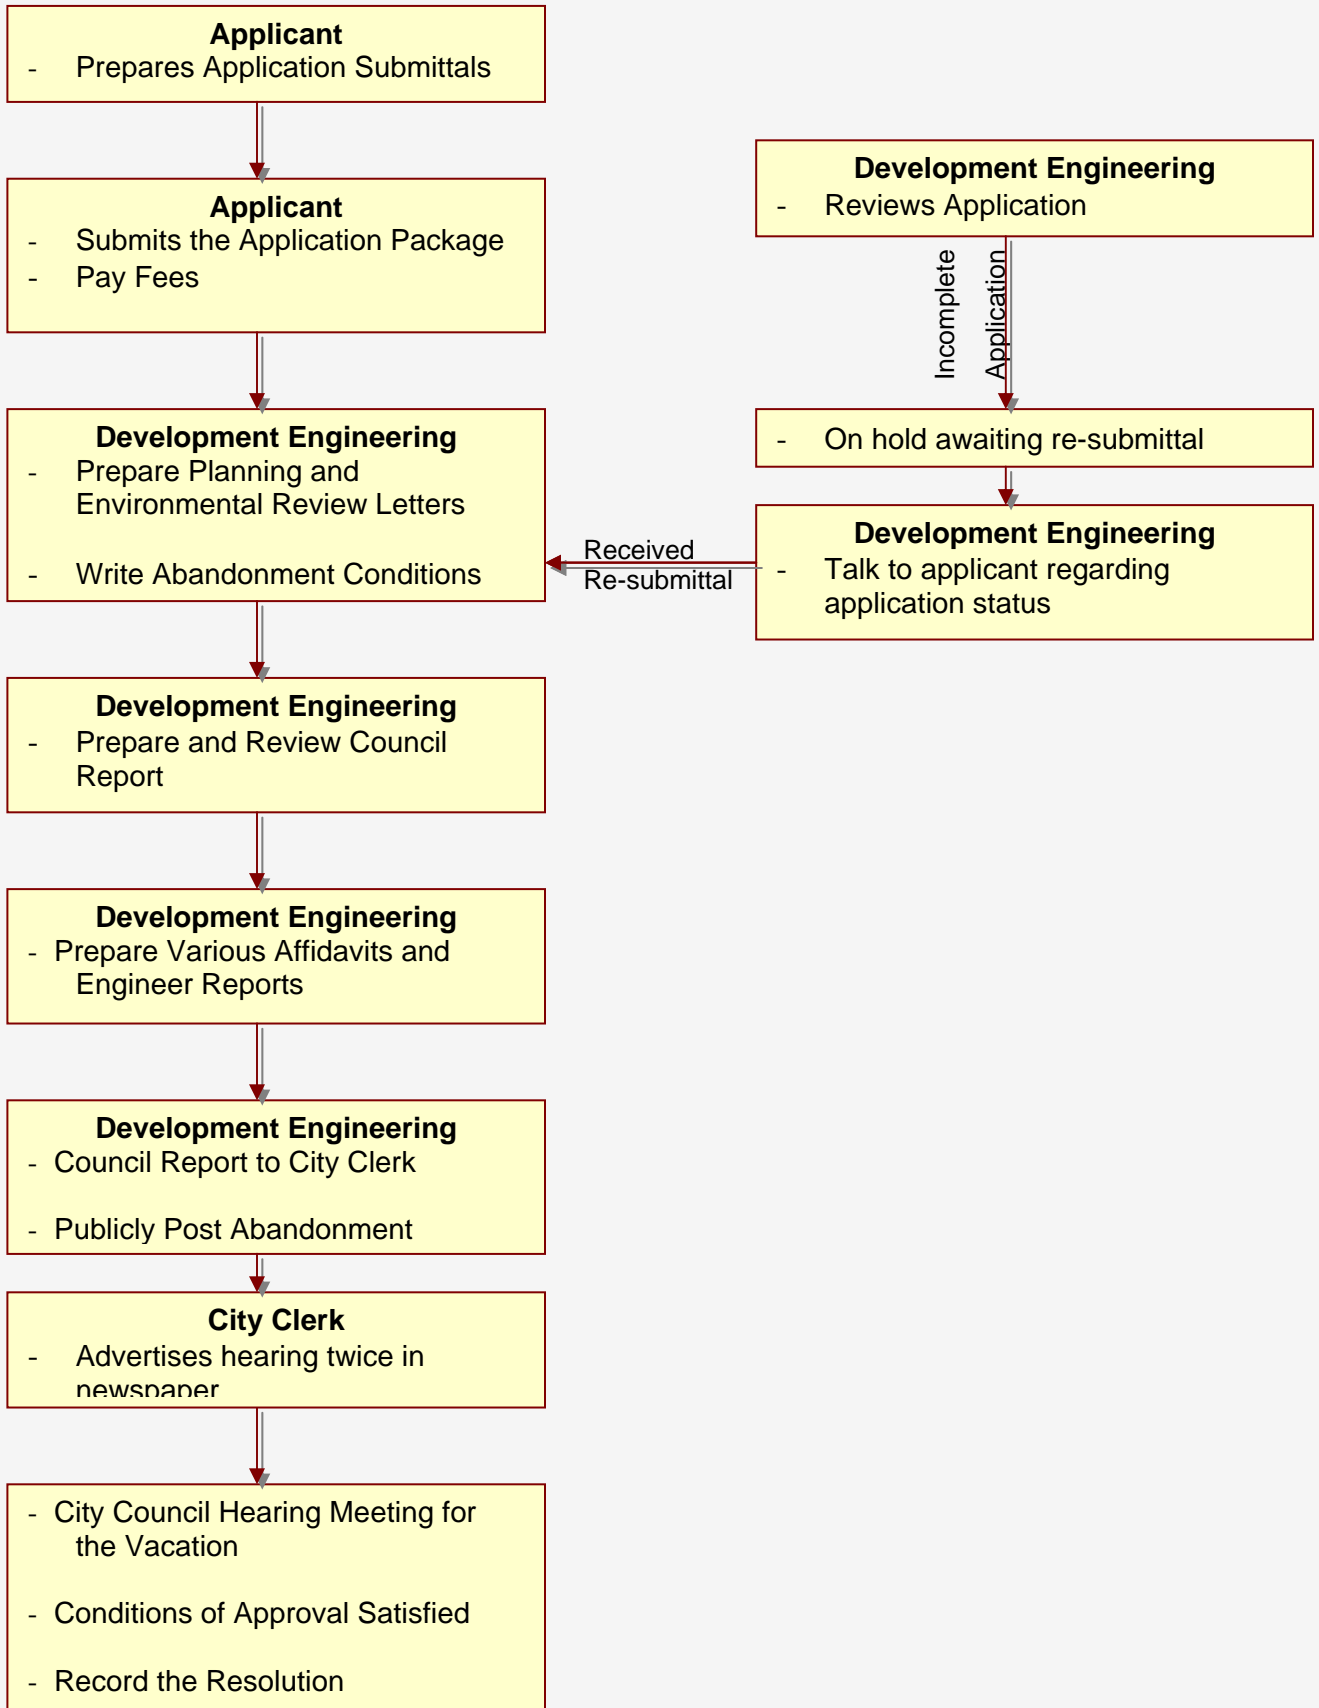 Applicant
- Prepares Application Submittals
Applicant
- Submits the Application Package
- Pay Fees
Development Engineering
- Prepare Planning and
Environmental Review Letters
- Write Abandonment Conditions
Development Engineering
- Prepare and Review Council
Report
Development Engineering
- Prepare Various Affidavits and
Engineer Reports
Development Engineering
- Council Report to City Clerk
- Publicly Post Abandonment
City Clerk
- Advertises hearing twice in
newspaper
- City Council Hearing Meeting for
the Vacation
- Conditions of Approval Satisfied
- Record the Resolution
Development Engineering
- Reviews Application
Incomplete
Application
- On hold awaiting re-submittal
Development Engineering
- Talk to applicant regarding
application status
Received
Re-submittal